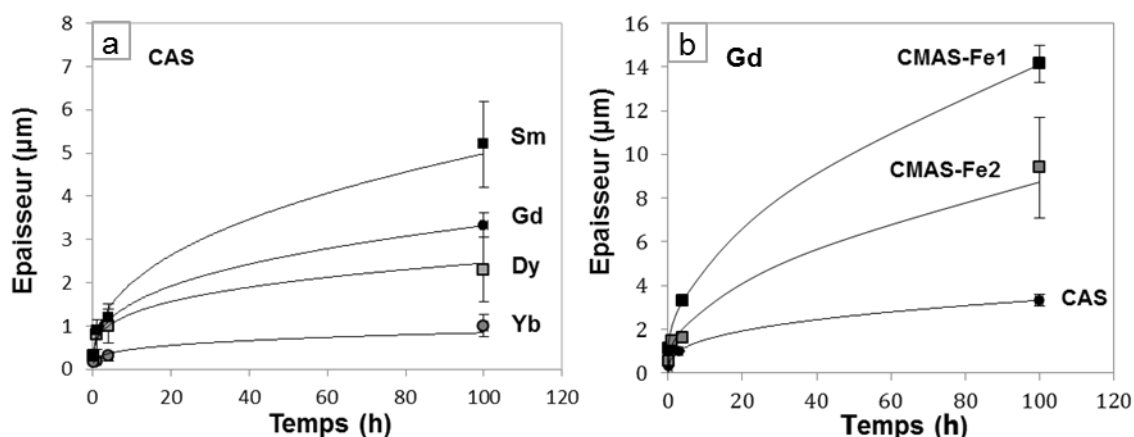 a
CAS
Epaisseur (µm)
8
7
6
5
4
3
2
1
0
Sm
Gd
Dy
Yb
0 20 40 60 80 100 120
Temps (h)
b
Gd
Epaisseur (µm)
16
14
12
10
8
6
4
2
0
CMAS-Fe1
CMAS-Fe2
CAS
0 20 40 60 80 100 120
Temps (h)